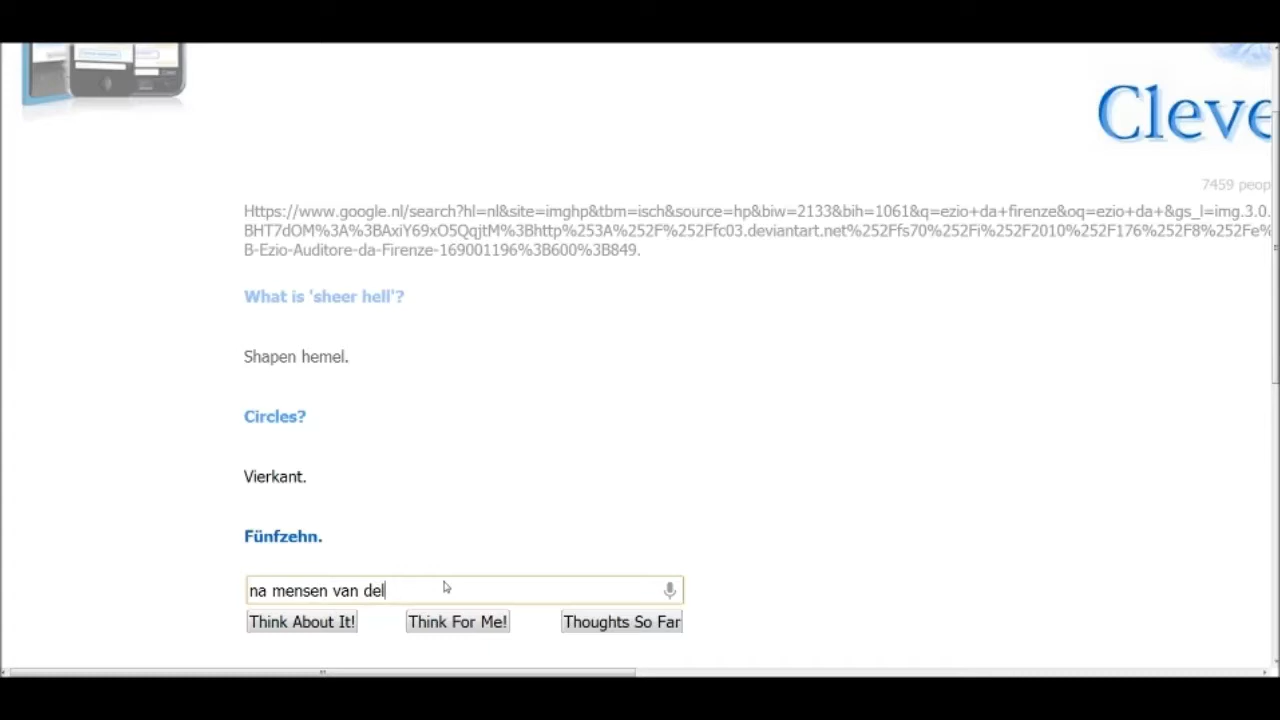 Cleve
7459 peop
Https://www.google.nl/search?hl=nl&site=imghp&tbm=isch&source=hp&biw=2133&bih=1061&q=ezio+da+firenze&oq=ezio+da+&gs_l=img.3.0.
BHT7dOM%3A%3BAxiY69xO5QqjtM%3Bhttp%253A%252F%252Ffc03.deviantart.net%252Ffs70%252Fi%252F2010%252F176%252F8%252Fe%
B-Ezio-Auditore-da-Firenze-169001196%3B600%3B849.
What is 'sheer hell'?
Shapen hemel.
Circles?
Vierkant.
Fünfzehn.
na mensen van del
Think About It! Think For Me! Thoughts So Far